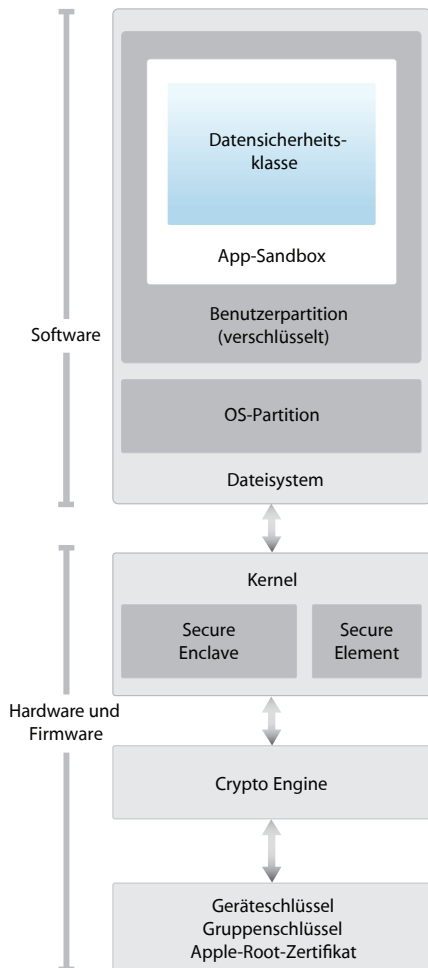 Datensicherheits-
klasse
App-Sandbox
Benutzerpartition
(verschlüsselt)
Software
OS-Partition
Dateisystem
Kernel
Secure
Enclave
Secure
Element
Hardware und
Firmware
Crypto Engine
Geräteschlüssel
Gruppenschlüssel
Apple-Root-Zertifikat